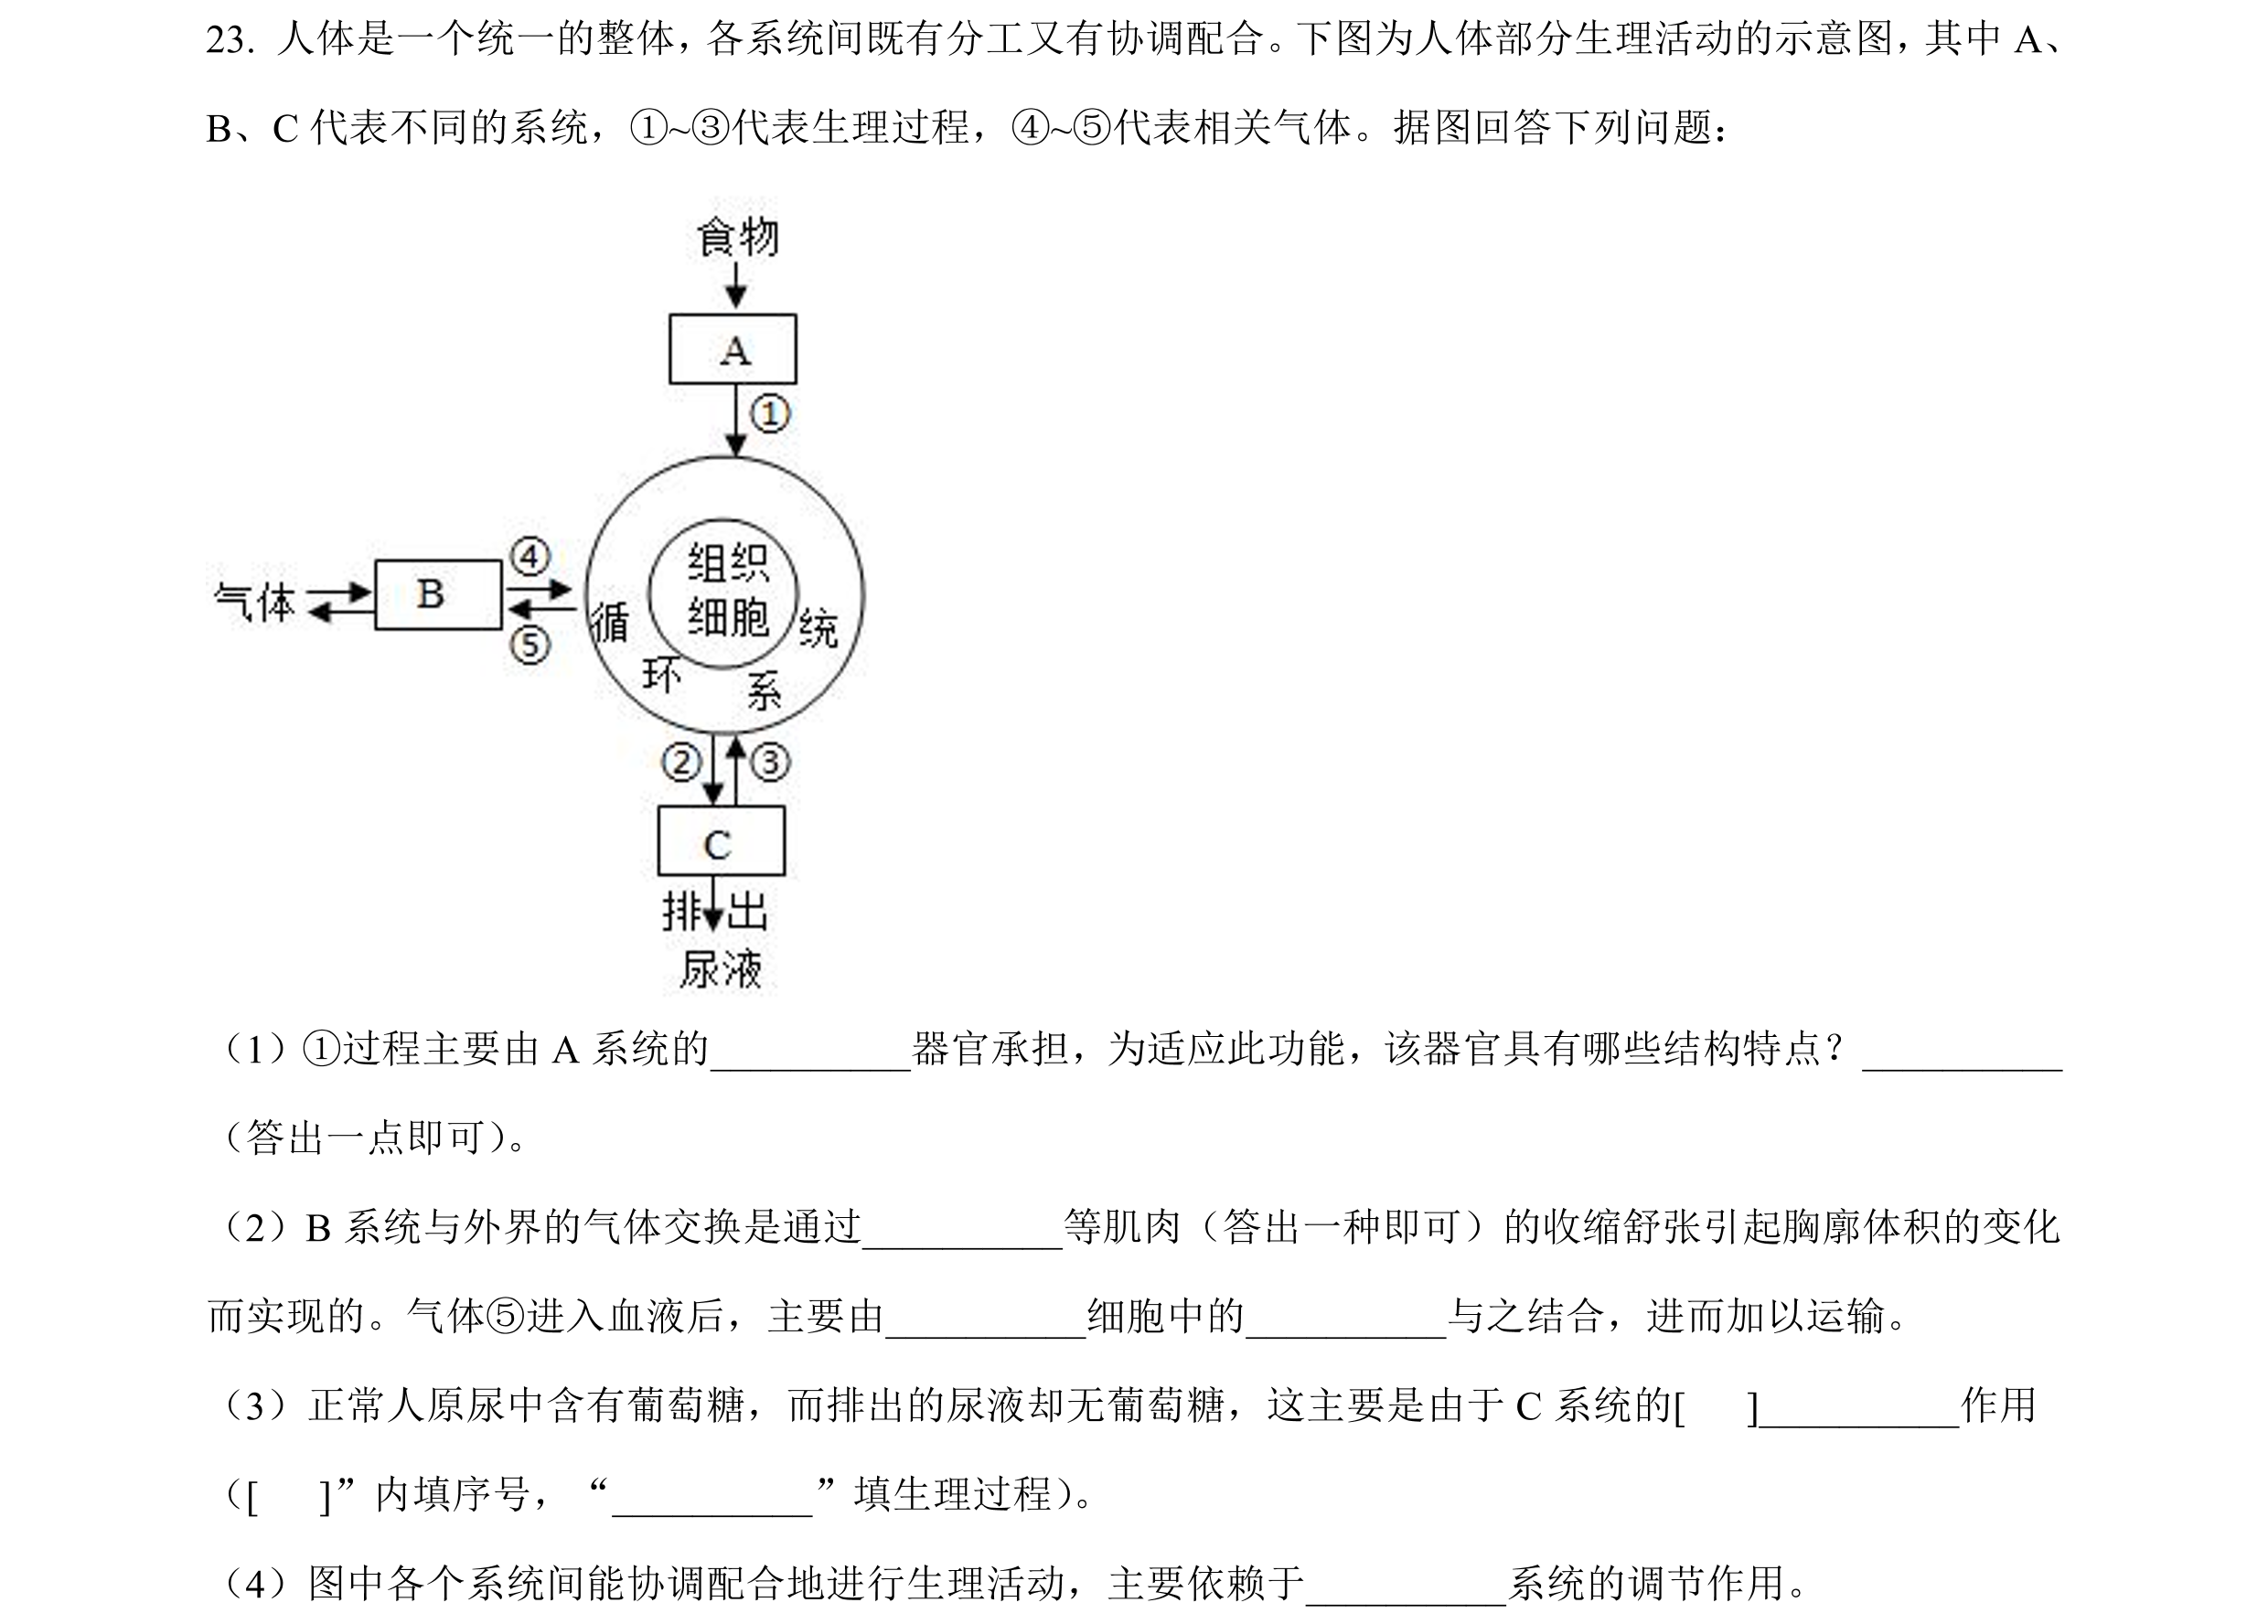 23. 人体是一个统一的整体，各系统间既有分工又有协调配合。下图为人体部分生理活动的示意图，其中 A、
B、C 代表不同的系统，①~③代表生理过程，④~⑤代表相关气体。据图回答下列问题：
食物
A
①
④
组织
气体
B
细胞
⑤
循
统
环
系
②
③
C
排出
尿液
（1）①过程主要由 A 系统的__________器官承担，为适应此功能，该器官具有哪些结构特点？__________
（答出一点即可）。
（2）B 系统与外界的气体交换是通过__________等肌肉（答出一种即可）的收缩舒张引起胸廓体积的变化
而实现的。气体⑤进入血液后，主要由__________细胞中的__________与之结合，进而加以运输。
（3）正常人原尿中含有葡萄糖，而排出的尿液却无葡萄糖，这主要是由于 C 系统的[　]__________作用
（[　]”内填序号，“__________”填生理过程）。
（4）图中各个系统间能协调配合地进行生理活动，主要依赖于__________系统的调节作用。